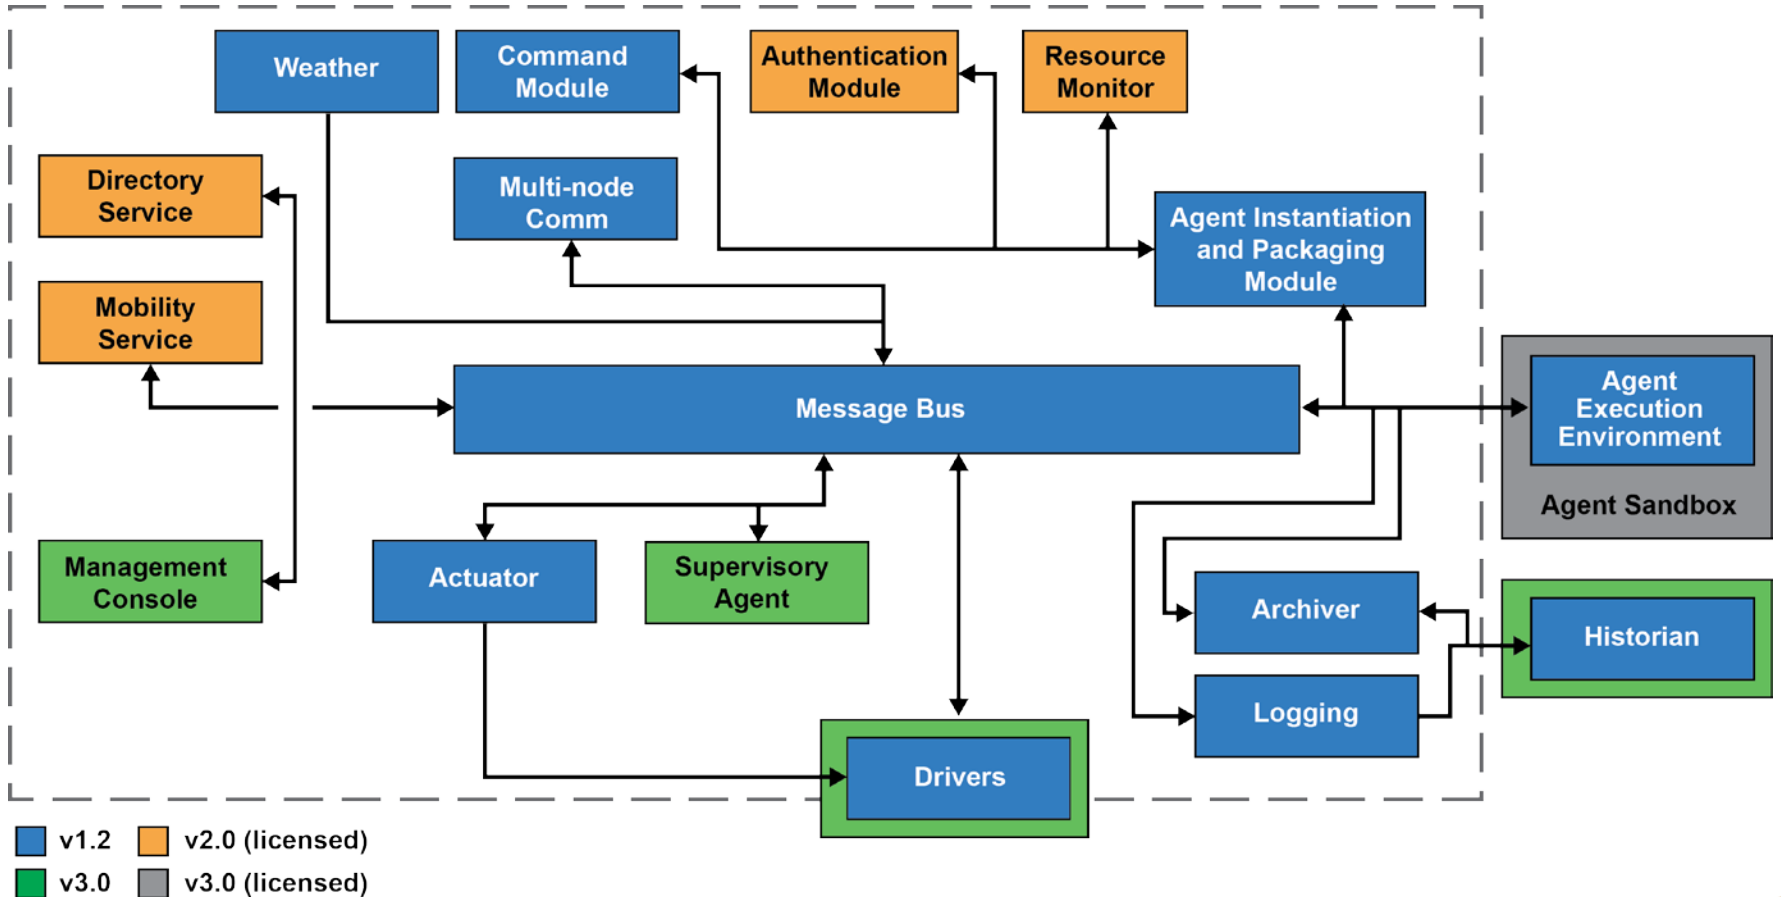 Weather
Command
Module
Authentication
Module
Resource
Monitor
Directory
Service
Multi-node
Comm
Agent Instantiation
and Packaging
Module
Mobility
Service
Message Bus
Agent
Execution
Environment
Agent Sandbox
Management
Console
Actuator
Supervisory
Agent
Archiver
Historian
Logging
Drivers
v1.2
v2.0 (licensed)
v3.0
v3.0 (licensed)